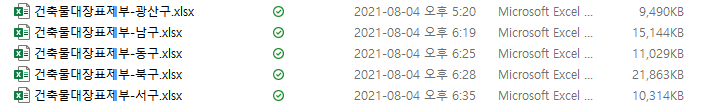 건축물대장표제부-광산구.xlsx 2021-08-04 오후 5:20 Microsoft Excel ... 9,490KB
건축물대장표제부-남구.xlsx 2021-08-04 오후 6:19 Microsoft Excel ... 15,144KB
건축물대장표제부-동구.xlsx 2021-08-04 오후 6:25 Microsoft Excel ... 11,029KB
건축물대장표제부-북구.xlsx 2021-08-04 오후 6:28 Microsoft Excel ... 21,863KB
건축물대장표제부-서구.xlsx 2021-08-04 오후 6:35 Microsoft Excel ... 10,314KB